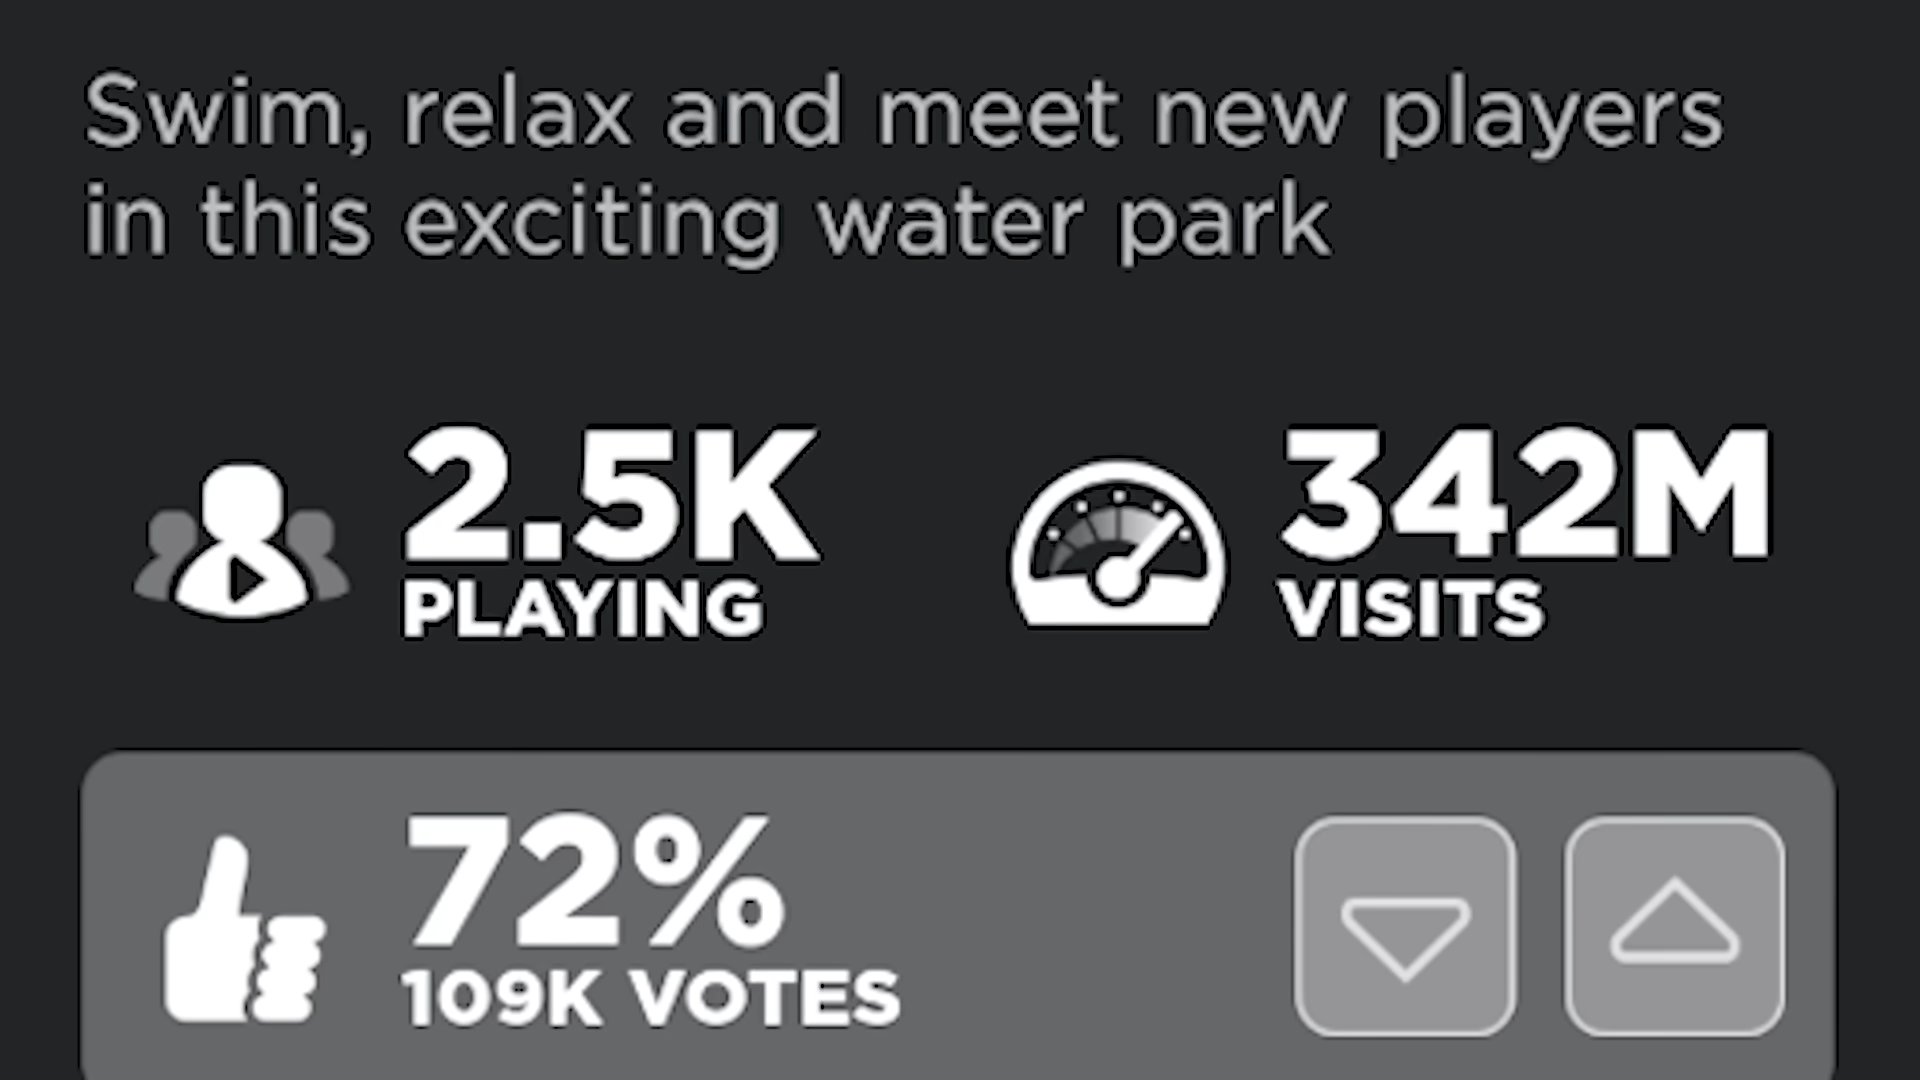 Swim, relax and meet new players
in this exciting water park
2.5K
PLAYING
342M
VISITS
72%
109K VOTES